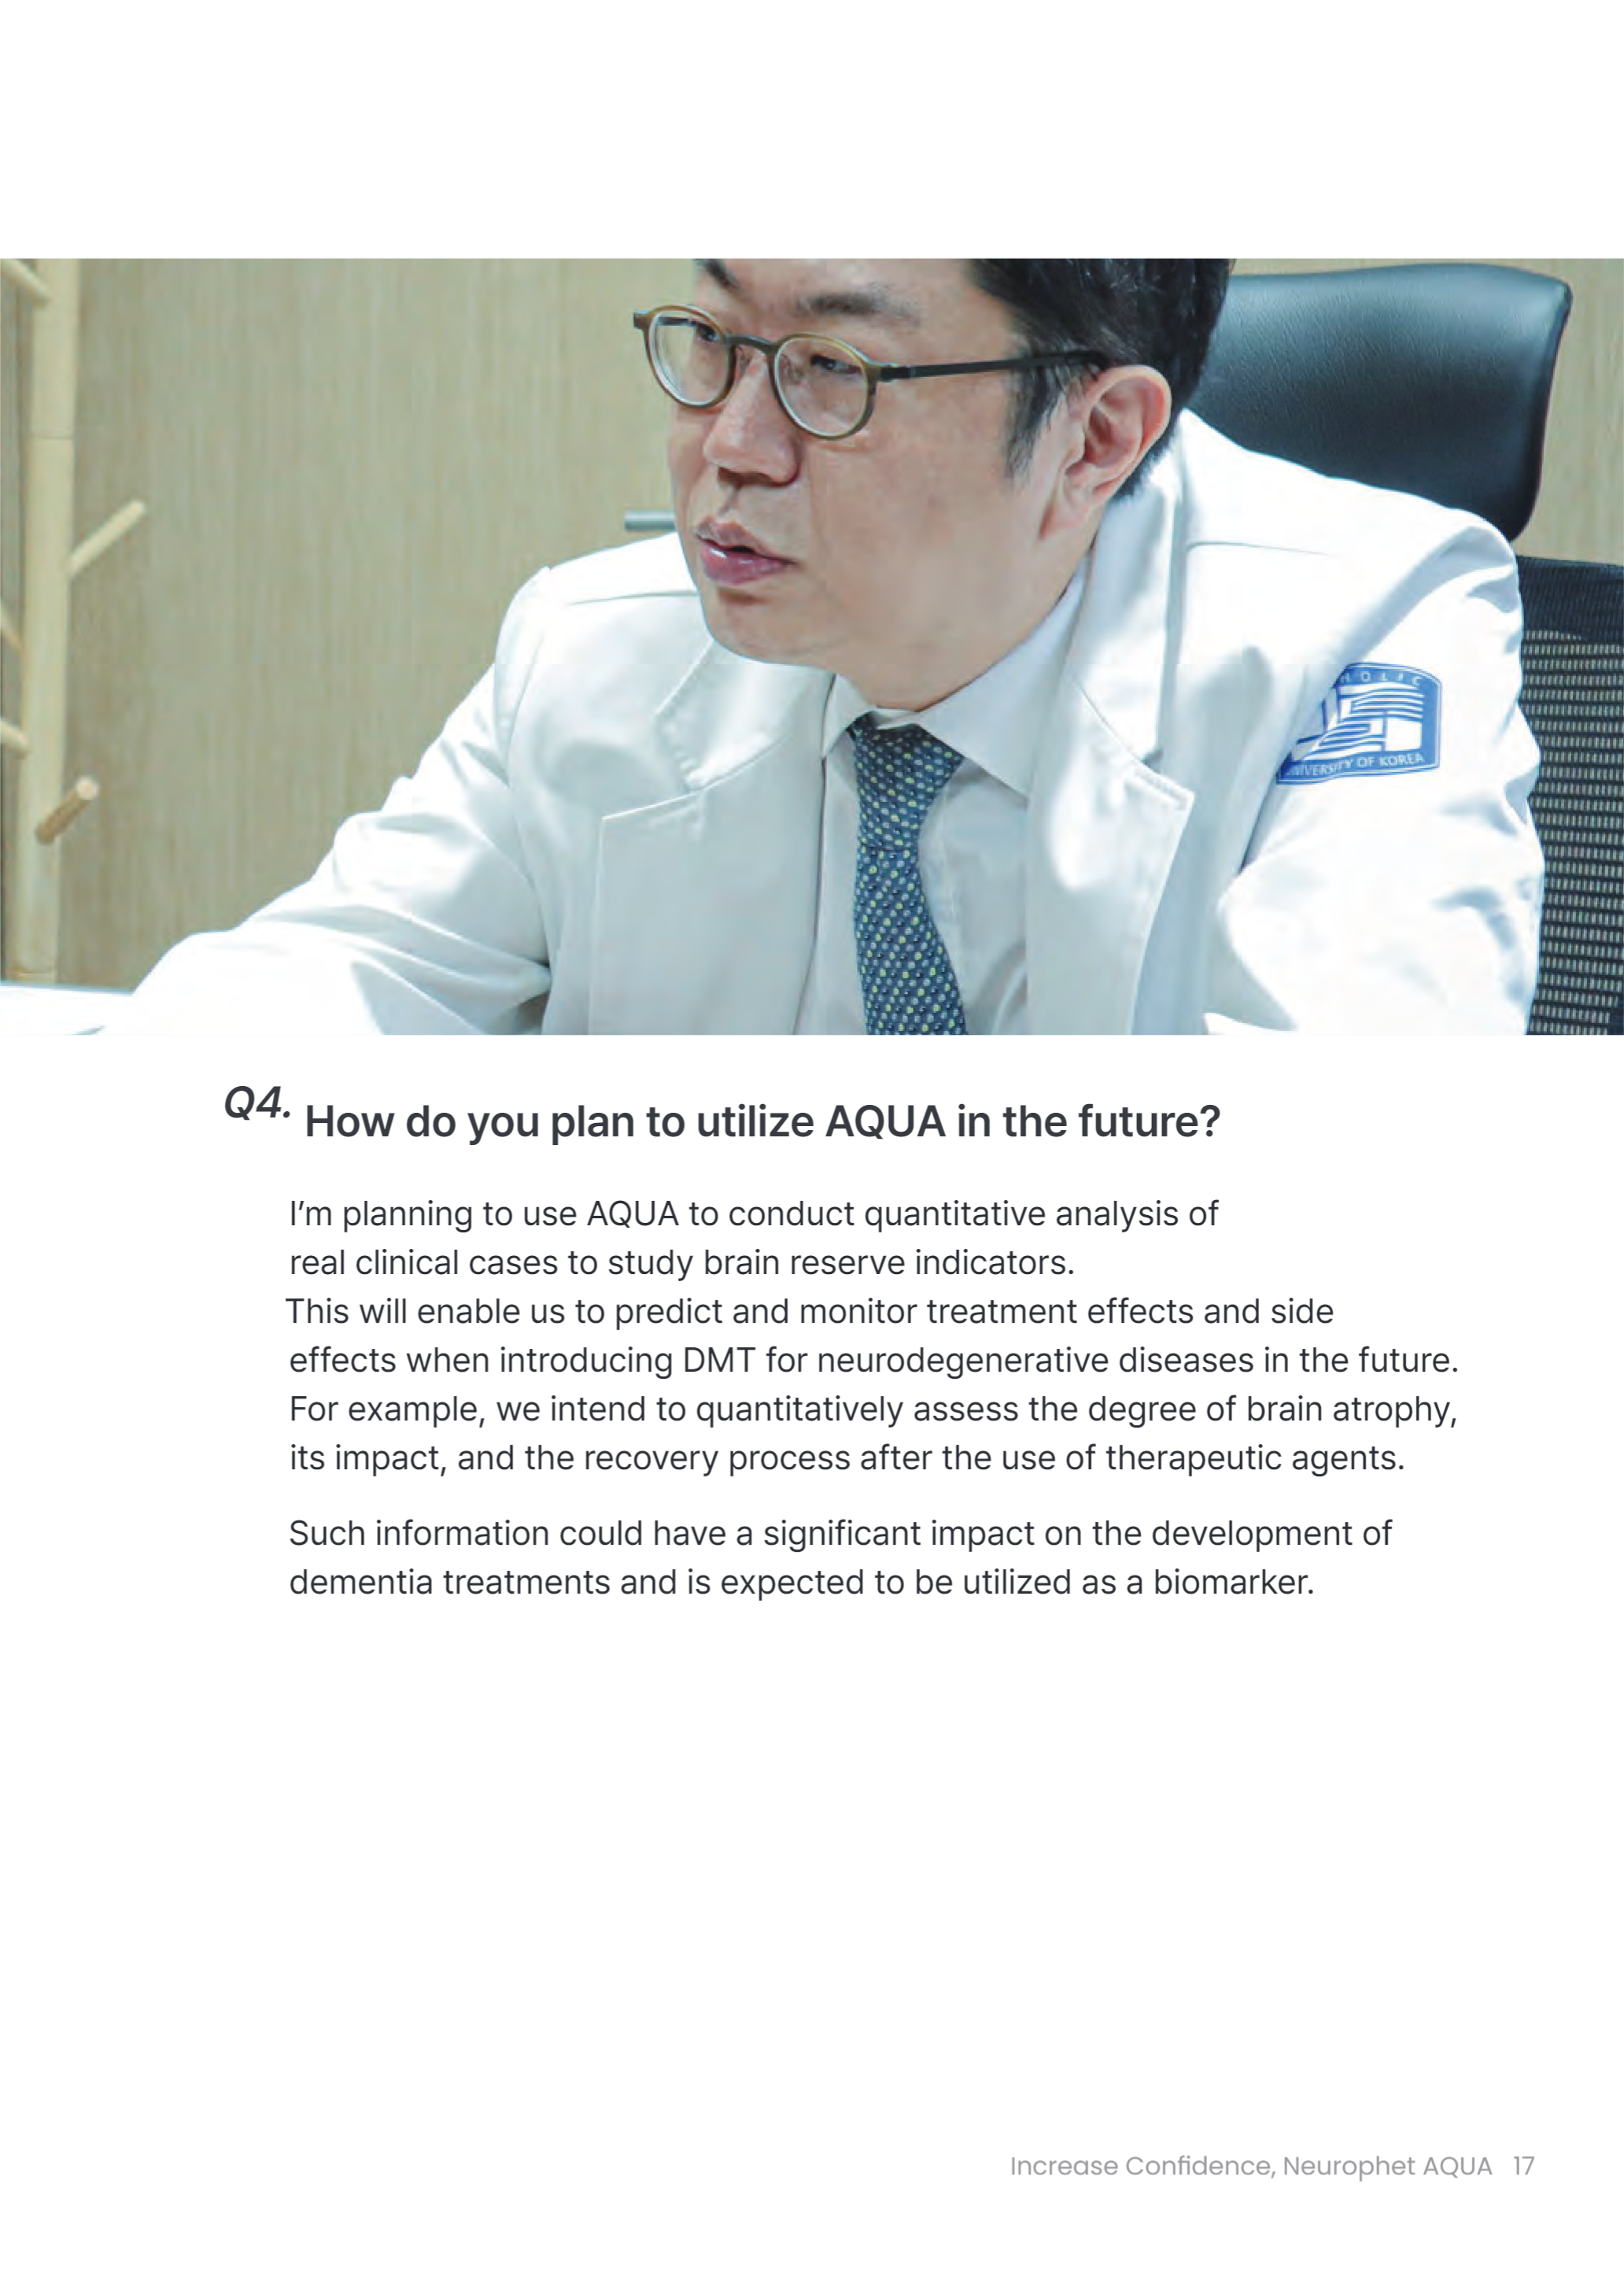 HOLIC
UNIVERSITY OF KOREA
Q4. How do you plan to utilize AQUA in the future?
I’m planning to use AQUA to conduct quantitative analysis of
real clinical cases to study brain reserve indicators.
This will enable us to predict and monitor treatment effects and side
effects when introducing DMT for neurodegenerative diseases in the future.
For example, we intend to quantitatively assess the degree of brain atrophy,
its impact, and the recovery process after the use of therapeutic agents.
Such information could have a significant impact on the development of
dementia treatments and is expected to be utilized as a biomarker.
Increase Confidence, Neurophet AQUA 17